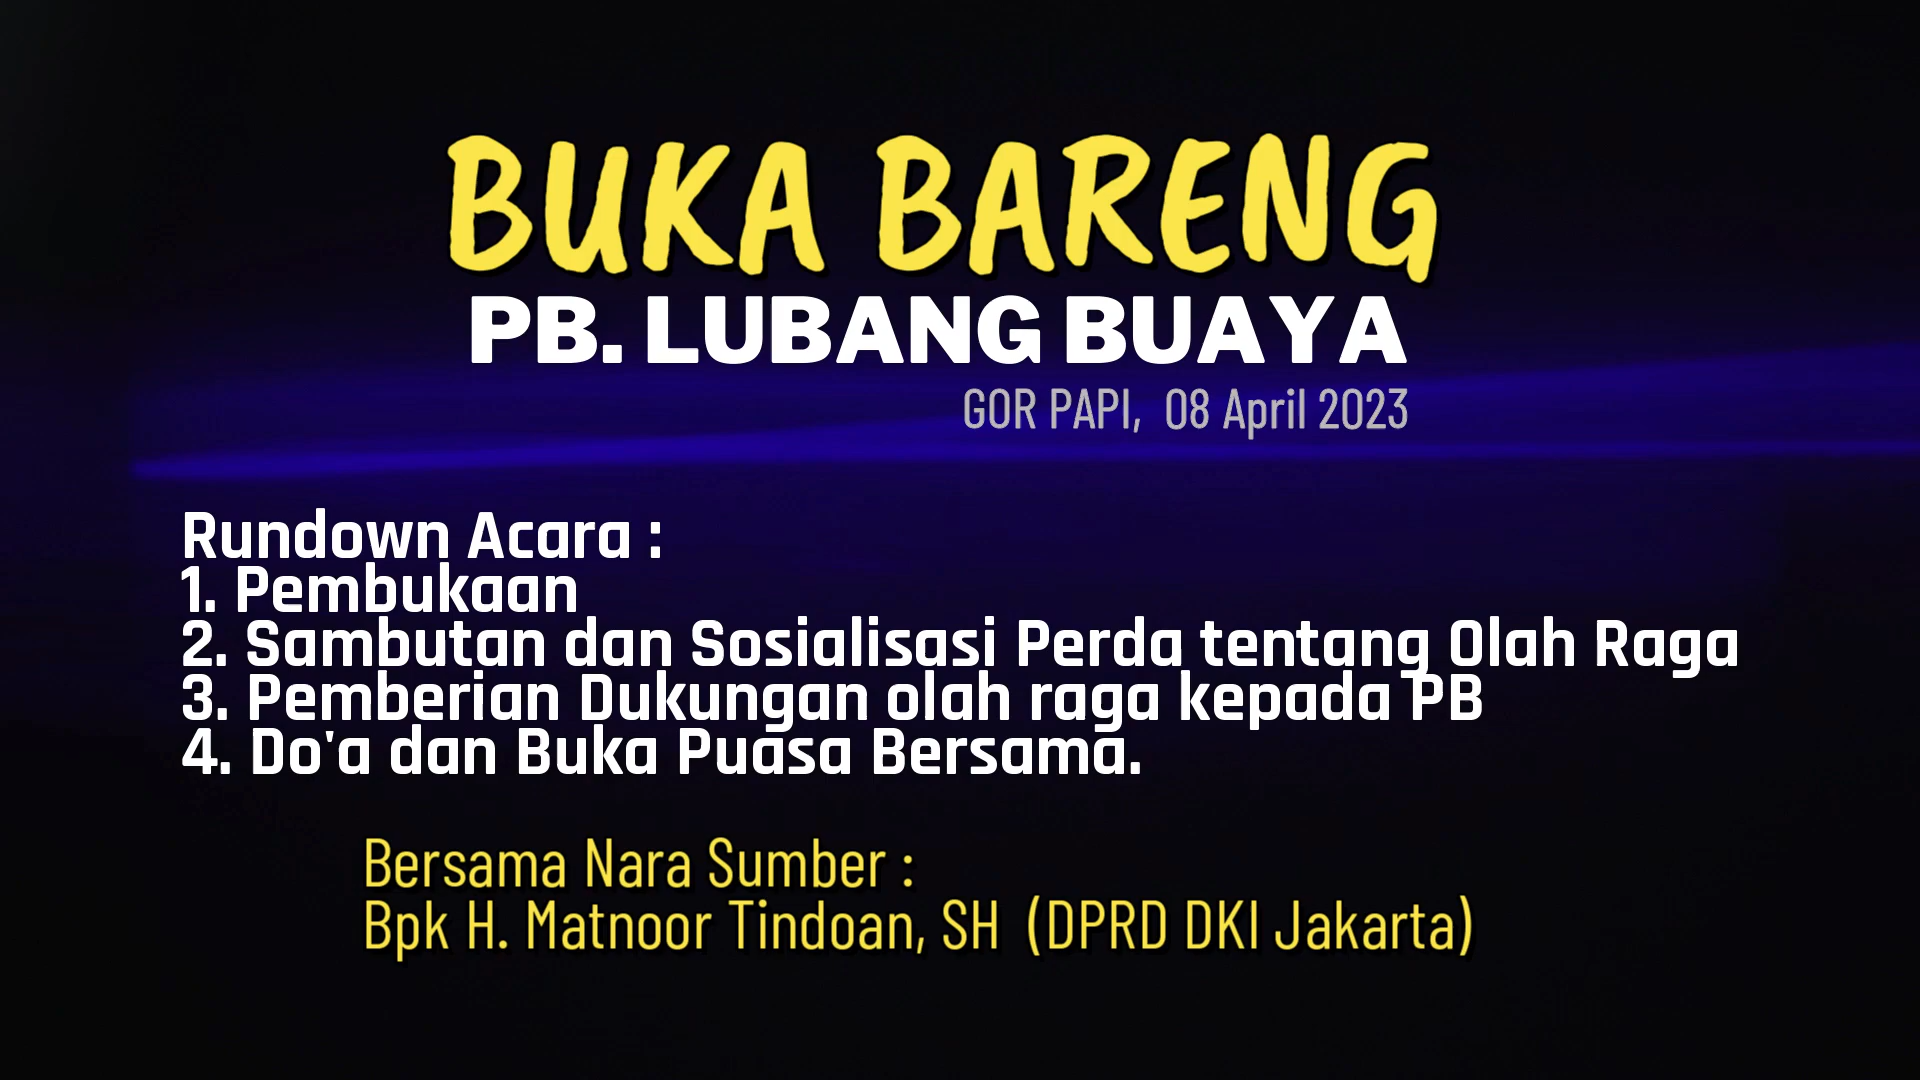 BUKA BARENG
PB. LUBANG BUAYA
GOR PAPI, 08 April 2023
Rundown Acara :
1. Pembukaan
2. Sambutan dan Sosialisasi Perda tentang Olah Raga
3. Pemberian Dukungan olah raga kepada PB
4. Do'a dan Buka Puasa Bersama.
Bersama Nara Sumber :
Bpk H. Matnoor Tindoan, SH (DPRD DKI Jakarta)